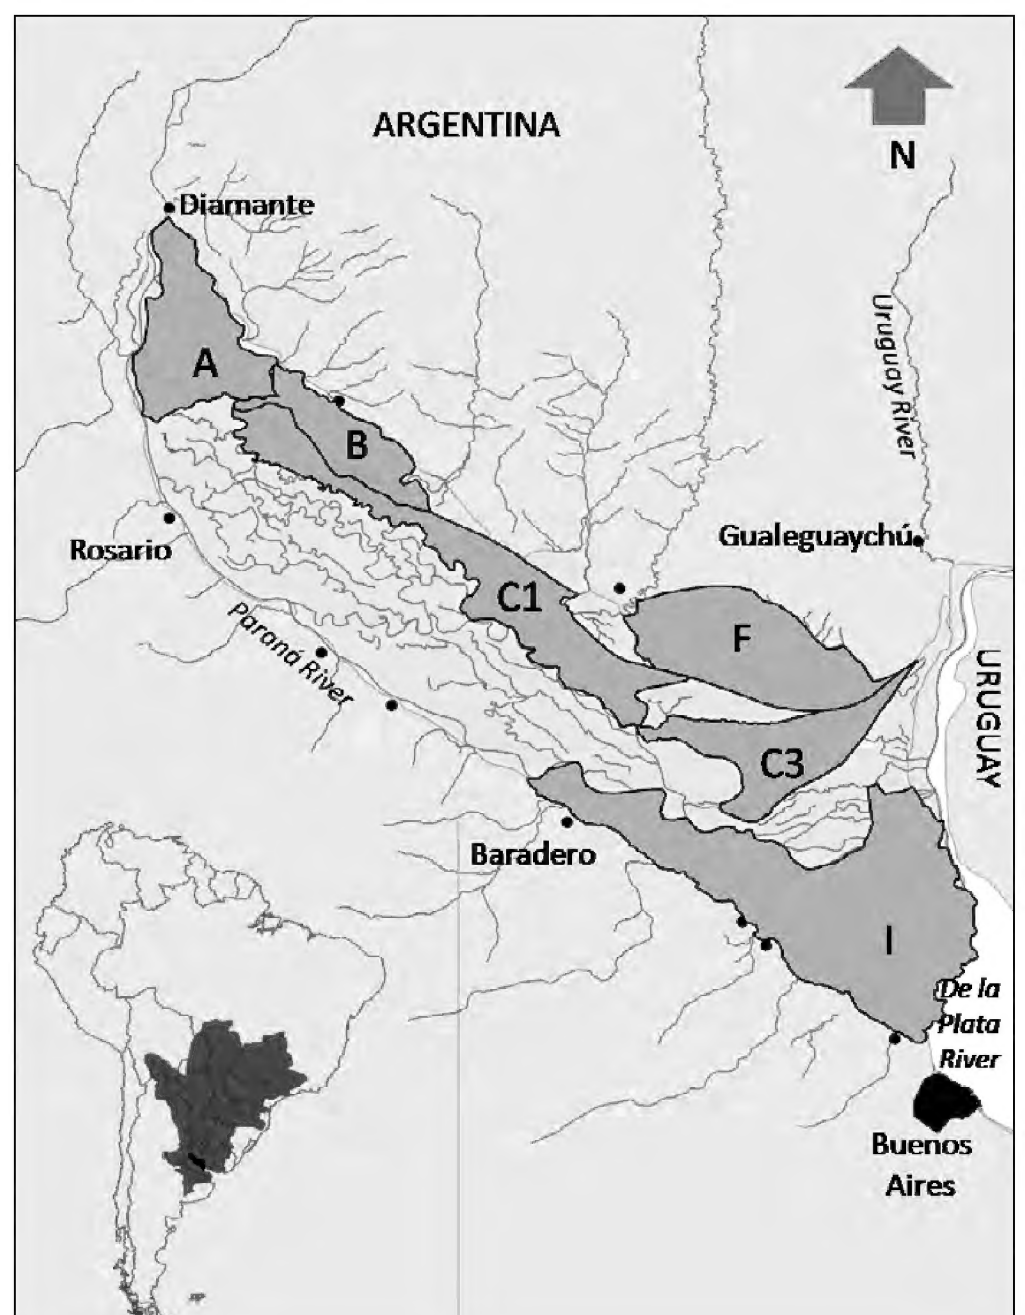 ARGENTINA
N
Diamante
Uruguay River
A
B
Rosario
Gualeguaychú
C1
Paraná River
F
URUGUAY
C3
Baradero
I
De la
Plata
River
Buenos
Aires